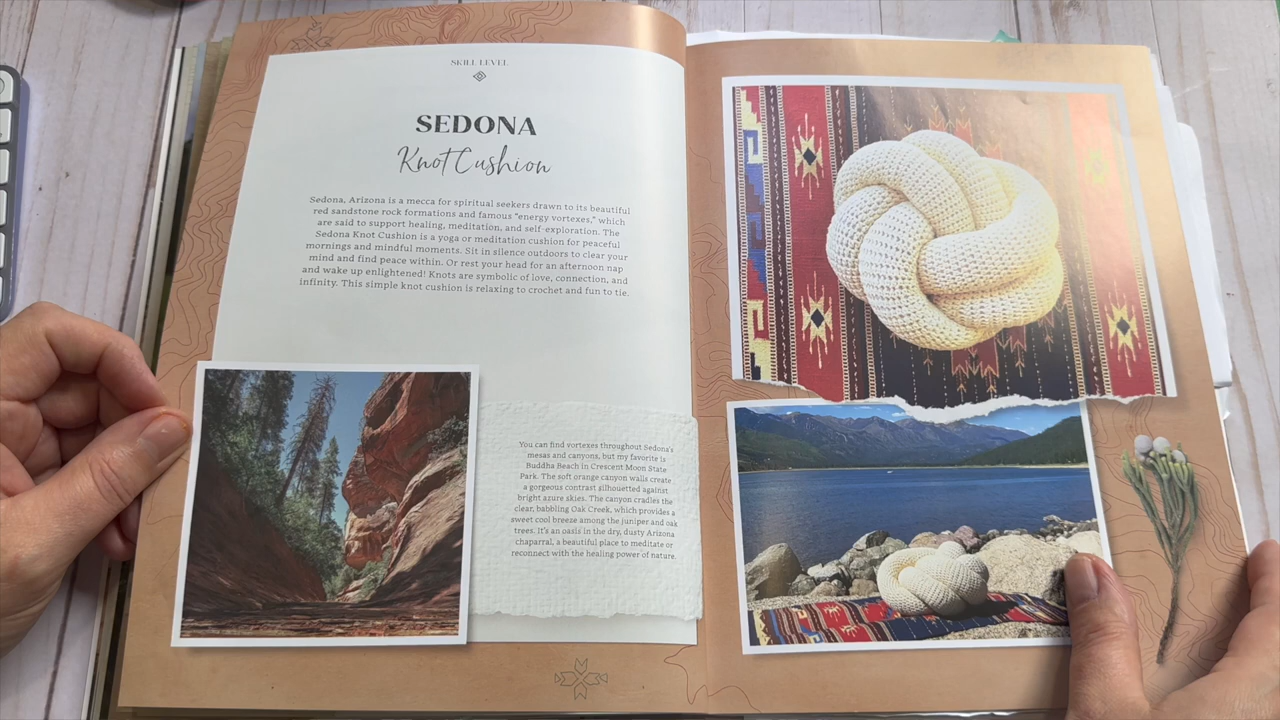 SKILL LEVEL
SEDONA
Knot Cushion
Sedona, Arizona is a mecca for spiritual seekers drawn to its beautiful
red sandstone rock formations and famous "energy vortexes," which
are said to support healing, meditation, and self-exploration. The
Sedona Knot Cushion is a yoga or meditation cushion for peaceful
mornings and mindful moments. Sit in silence outdoors to clear your
mind and find peace within. Or rest your head for an afternoon nap
and wake up enlightened! Knots are symbolic of love, connection, and
infinity. This simple knot cushion is relaxing to crochet and fun to tie.
You can find vortexes throughout Sedona's
mesas and canyons, but my favorite is
Buddha Beach in Crescent Moon State
Park. The soft orange canyon walls create
a gorgeous contrast silhouetted against
bright azure skies. The canyon cradles the
clear, babbling Oak Creek, which provides a
sweet cool breeze among the juniper and oak
trees. It's an oasis in the dry, dusty Arizona
chaparral, a beautiful place to meditate or
reconnect with the healing power of nature.